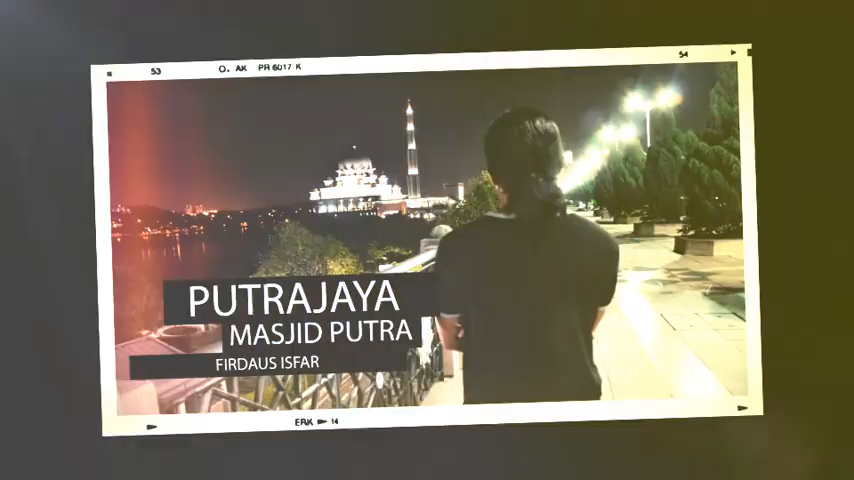 53
O. AK PR 6017 K
54
PUTRAJAYA
MASJID PUTRA
FIRDAUS ISFAR
ERK 14